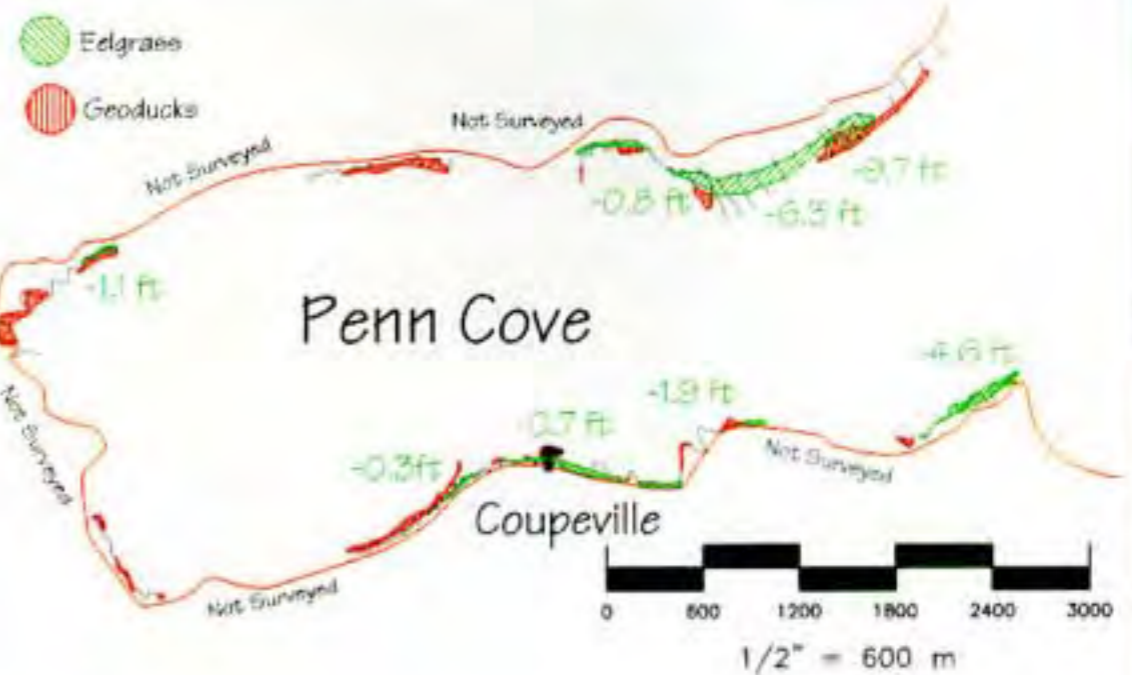 Eelgrass
Geoducks
Not Surveyed
Not Surveyed
-9.7 ft
-0.8 ft
-6.3 ft
-1.1 ft
Penn Cove
-4.6 ft
-1.9 ft
Not Surveyed
0.7 ft
Not Surveyed
-0.3ft
Coupeville
Not Surveyed
0 600 1200 1800 2400 3000
1/2" = 600 m